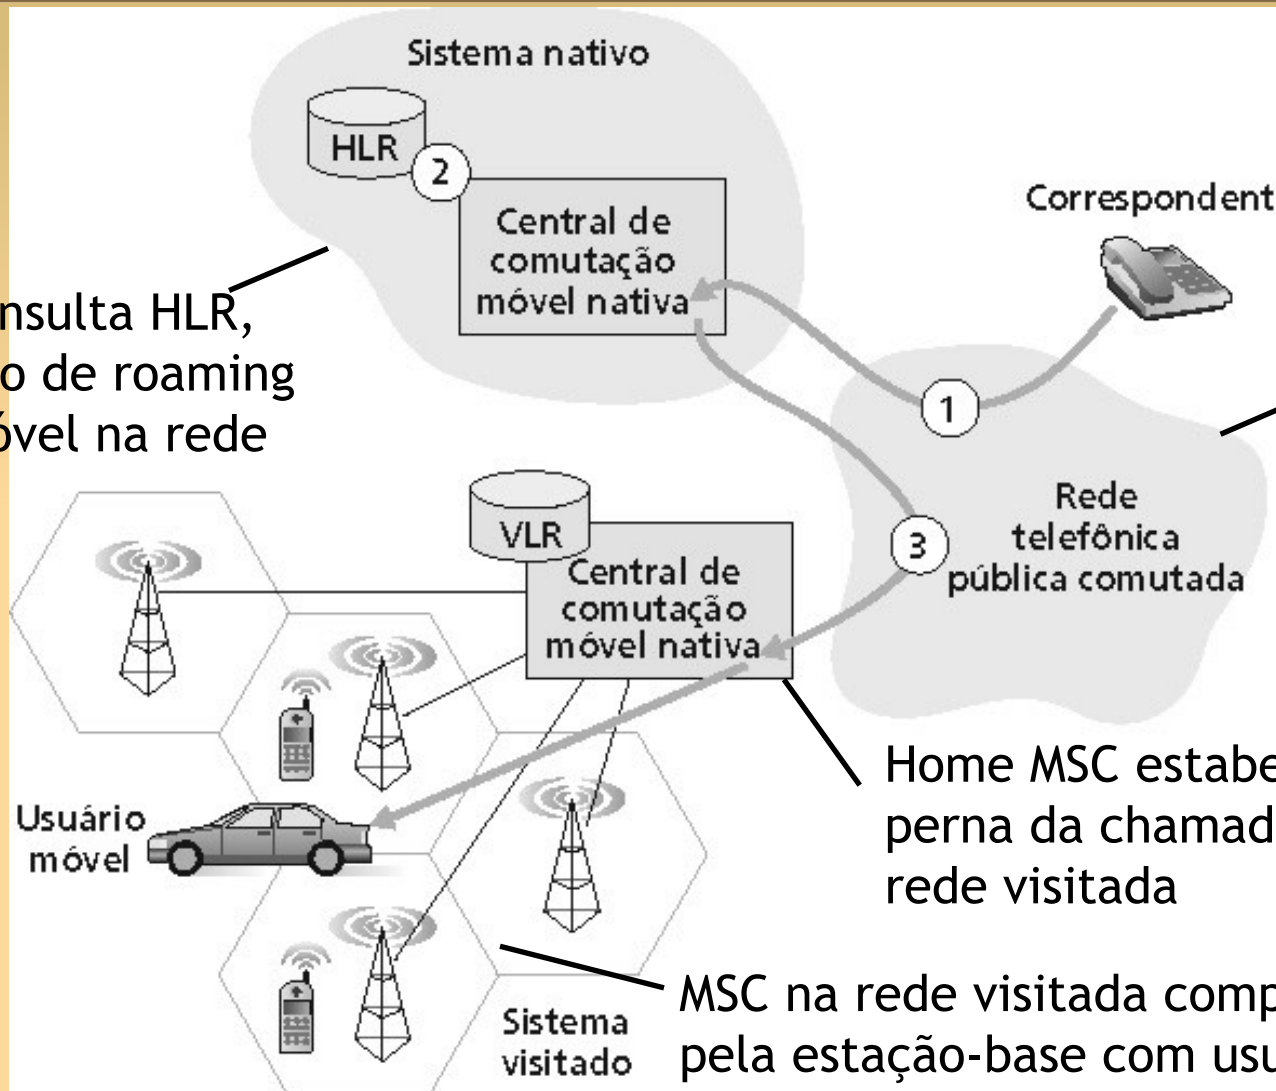 Sistema nativo
HLR
2
Central de
comutação
móvel nativa
Correspondent
nsulta HLR,
o de roaming
óvel na rede
1
Rede
telefônica
pública comutada
3
VLR
Central de
comutação
móvel nativa
Usuário
móvel
Home MSC estabe
perna da chamad
rede visitada
MSC na rede visitada comp
pela estação-base com usu
Sistema
visitado